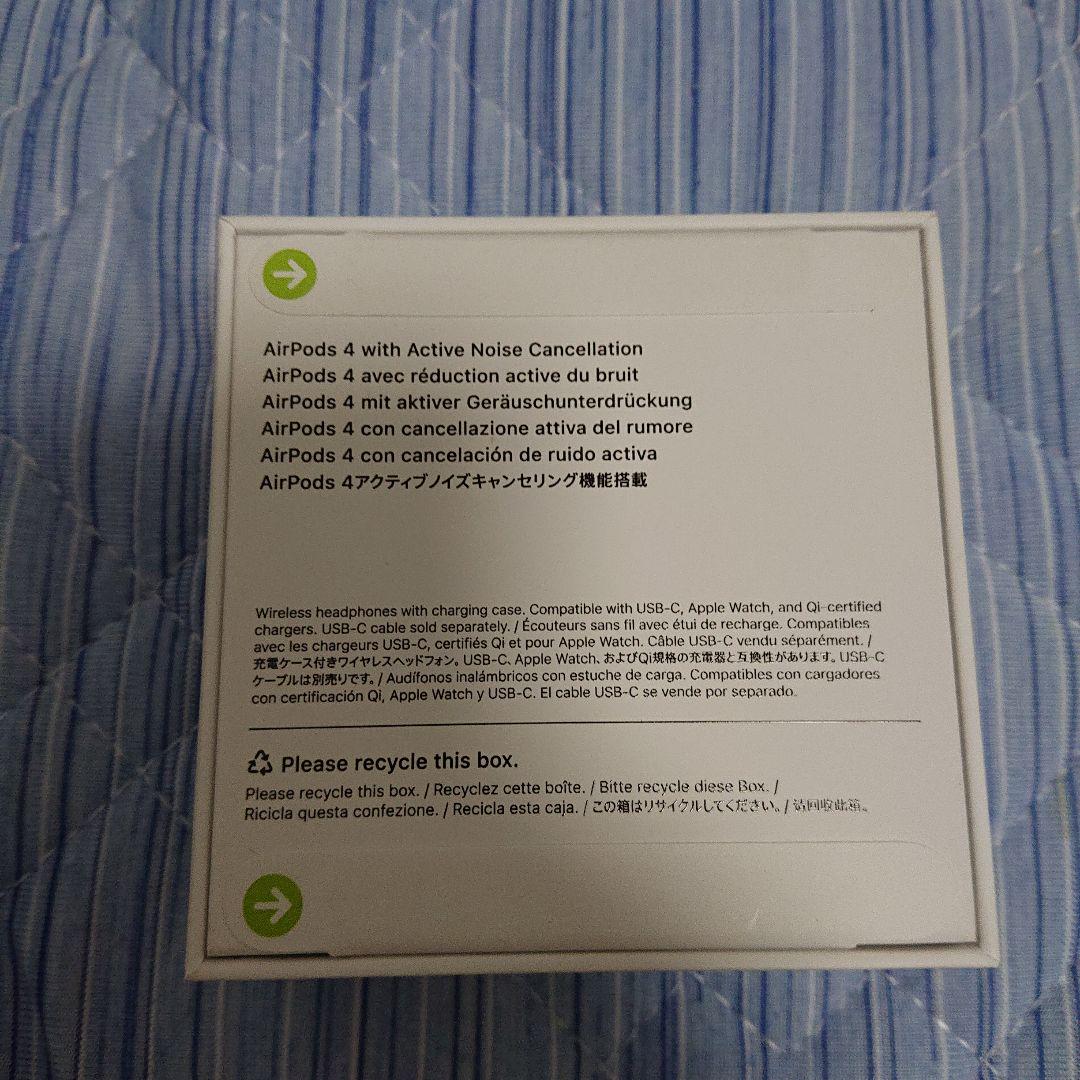 AirPods 4 with Active Noise Cancellation
AirPods 4 avec réduction active du bruit
AirPods 4 mit aktiver Geräuschunterdrückung
AirPods 4 con cancellazione attiva del rumore
AirPods 4 con cancelación de ruido activa
AirPods 4アクティブノイズキャンセリング機能搭載
Wireless headphones with charging case. Compatible with USB-C, Apple Watch, and Qi-certified
chargers. USB-C cable sold separately. / Écouteurs sans fil avec étui de recharge. Compatibles
avec les chargeurs USB-C, certifiés Qi et pour Apple Watch. Câble USB-C vendu séparément. /
充電ケース付きワイヤレスヘッドフォン。USB-C、Apple Watch、およびQi規格の充電器と互換性があります。USB-C
ケーブルは別売りです。/ Audífonos inalámbricos con estuche de carga. Compatibles con cargadores
con certificación Qi, Apple Watch y USB-C. El cable USB-C se vende por separado.
Please recycle this box.
Please recycle this box. / Recyclez cette boîte. / Bitte recycle diese Box. /
Ricicla questa confezione. / Recicla esta caja. / この箱はリサイクルしてください。/ 请回收此箱。